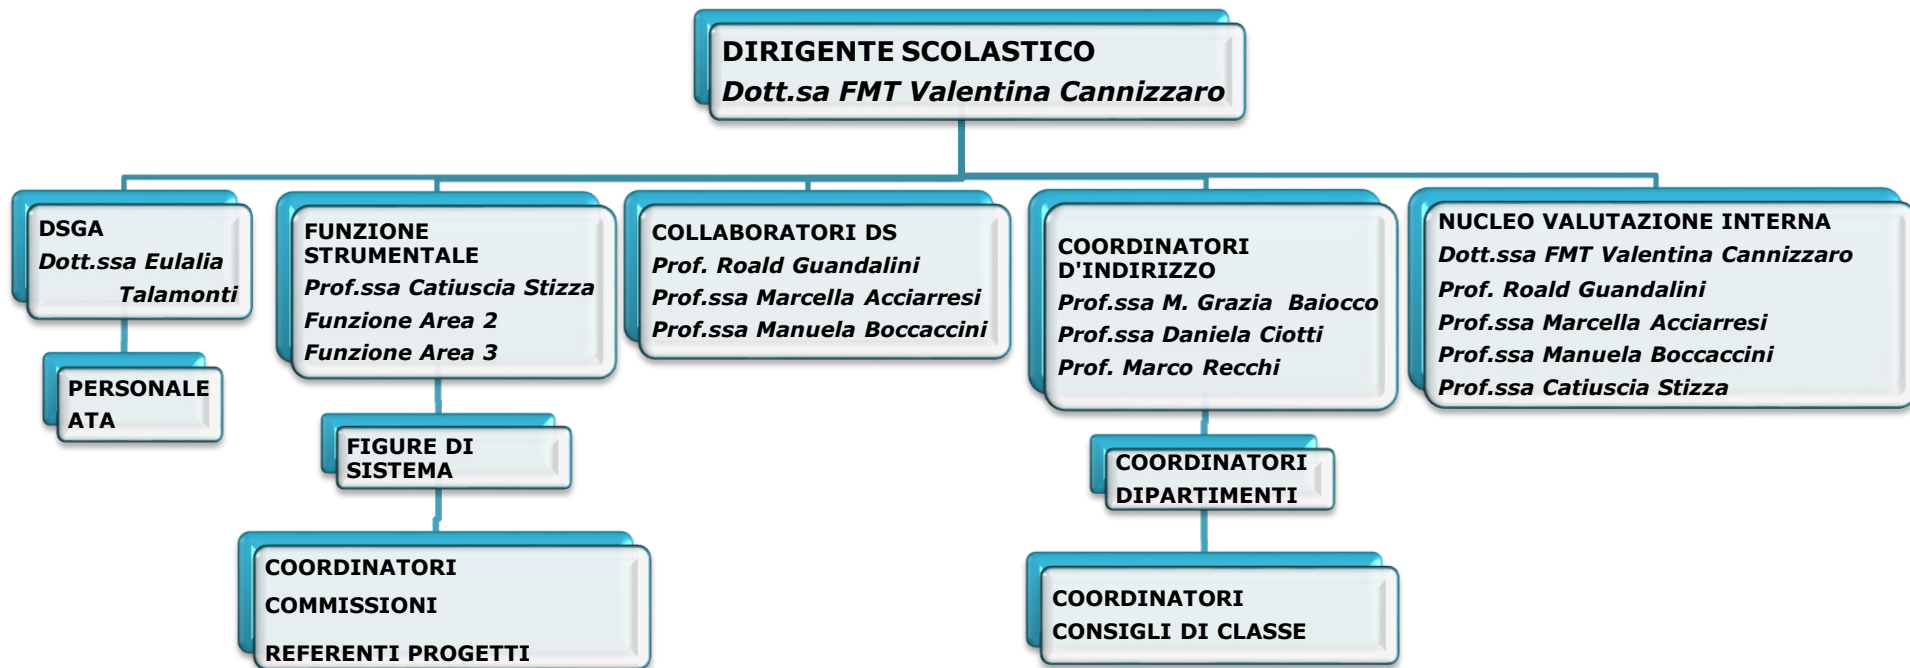 DIRIGENTE SCOLASTICO
Dott.sa FMT Valentina Cannizzaro
DSGA
Dott.ssa Eulalia
Talamonti
PERSONALE
ATA
FUNZIONE
STRUMENTALE
Prof.ssa Catiuscia Stizza
Funzione Area 2
Funzione Area 3
FIGURE DI
SISTEMA
COORDINATORI
COMMISSIONI
REFERENTI PROGETTI
COLLABORATORI DS
Prof. Roald Guandalini
Prof.ssa Marcella Acciarresi
Prof.ssa Manuela Boccaccini
COORDINATORI
D'INDIRIZZO
Prof.ssa M. Grazia Baiocco
Prof.ssa Daniela Ciotti
Prof. Marco Recchi
COORDINATORI
DIPARTIMENTI
COORDINATORI
CONSIGLI DI CLASSE
NUCLEO VALUTAZIONE INTERNA
Dott.ssa FMT Valentina Cannizzaro
Prof. Roald Guandalini
Prof.ssa Marcella Acciarresi
Prof.ssa Manuela Boccaccini
Prof.ssa Catiuscia Stizza